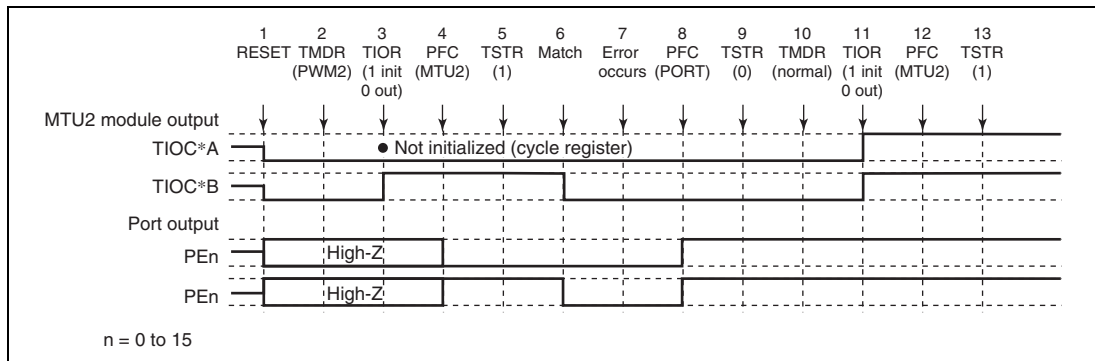 1 2 3 4 5 6 7 8 9 10 11 12 13
RESET TMDR TIOR PFC TSTR Match Error PFC TSTR TMDR TIOR PFC TSTR
(PWM2) (1 init (MTU2) (1) occurs (PORT) (0) (normal) (1 init (MTU2) (1)
0 out) 0 out)
MTU2 module output
TIOC*A
● Not initialized (cycle register)
TIOC*B
Port output
PEn
High-Z
PEn
High-Z
n = 0 to 15